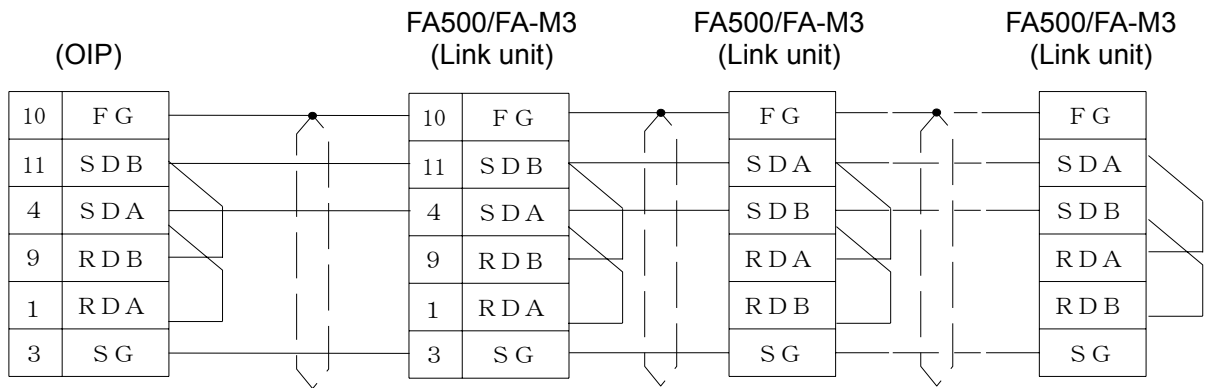 FA500/FA-M3 FA500/FA-M3 FA500/FA-M3
(OIP) (Link unit) (Link unit) (Link unit)
10 FG 10 FG FG FG
11 SDB 11 SDB SDA SDA
4 SDA 4 SDA SDB SDB
9 RDB 9 RDB RDA RDA
1 RDA 1 RDA RDB RDB
3 SG 3 SG SG SG